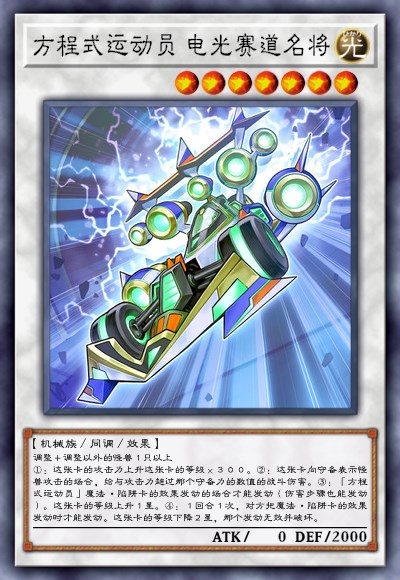 方程式运动员 电光赛道名将
光
【机械族／同调／效果】
调整＋调整以外的怪兽1只以上
①：这张卡的攻击力上升这张卡的等级×300。②：这张卡向守备表示怪
兽攻击的场合，给与攻击力超过那个守备力的数值的战斗伤害。③：「方程
式运动员」魔法·陷阱卡的效果发动的场合才能发动（伤害步骤也能发动
）。这张卡的等级上升1星。④：1回合1次，对方把魔法·陷阱卡的效果
发动时才能发动。这张卡的等级下降2星，那个发动无效并破坏。
ATK/ 0 DEF/2000